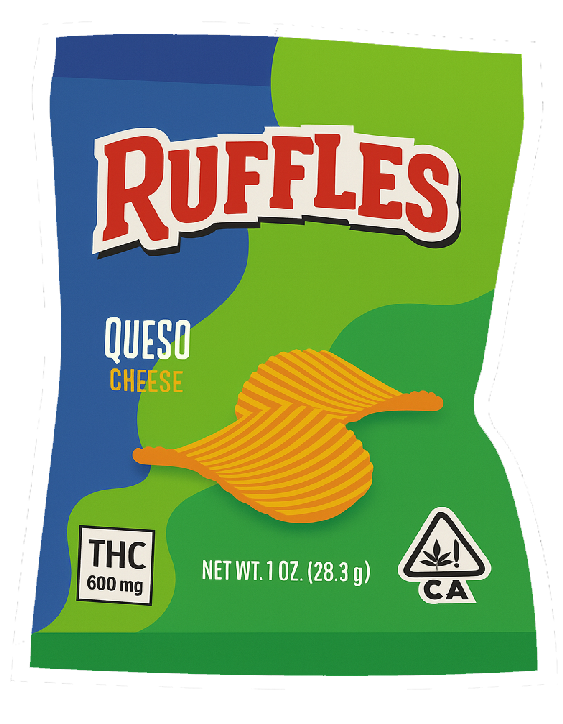 RUFFLES
QUESO
CHEESE
THC
600 mg
NET WT. 1 OZ. (28.3 g)
CA